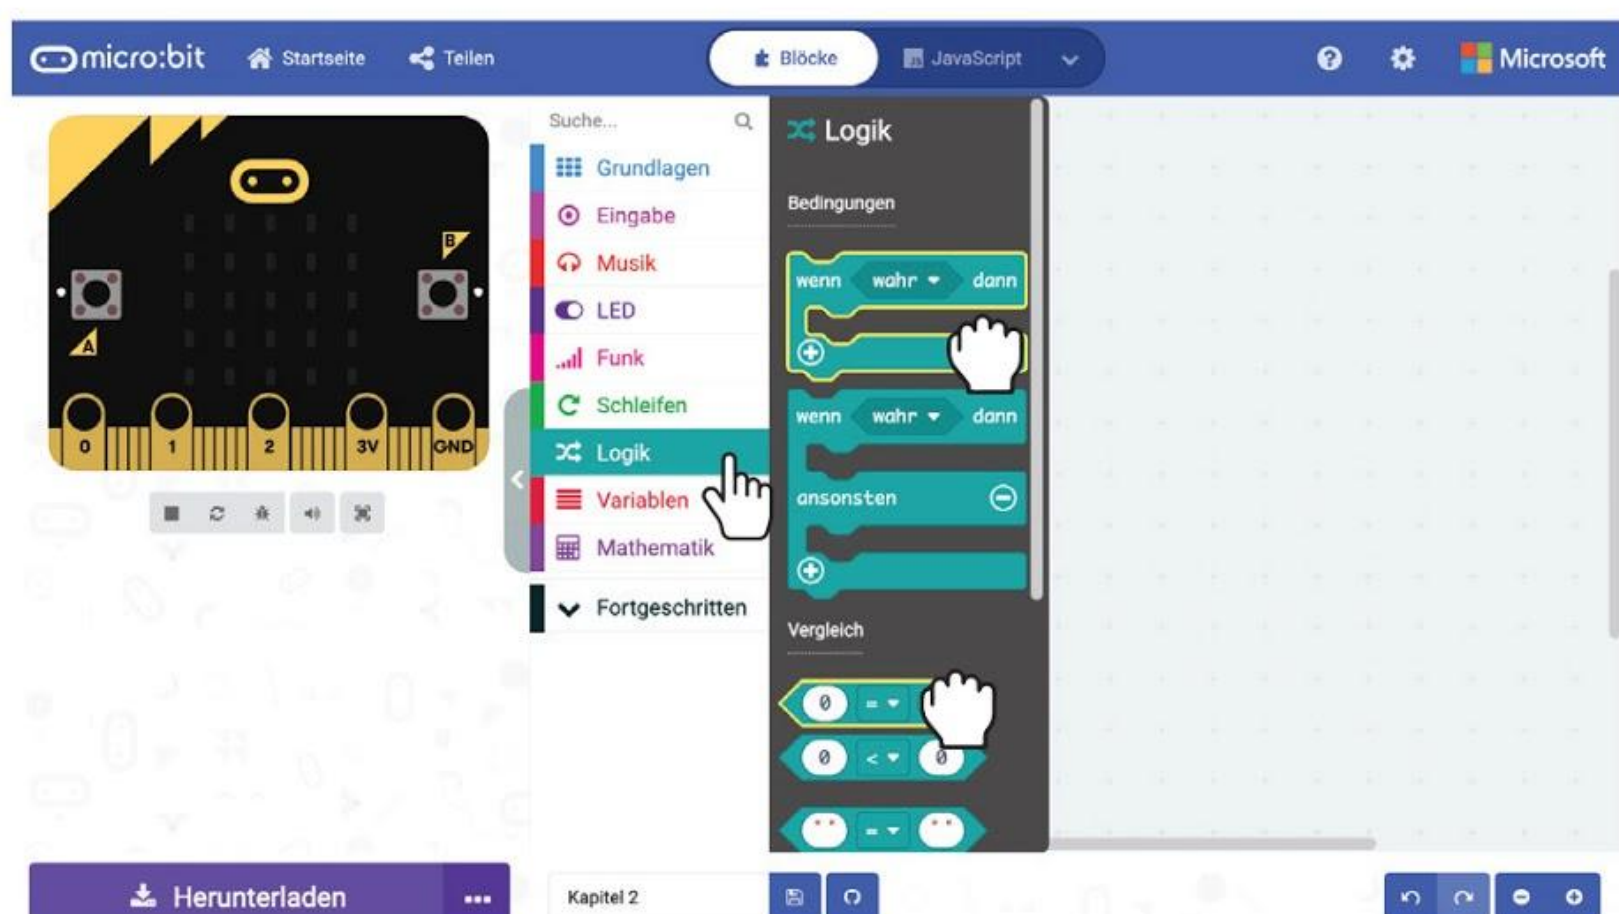 micro:bit Startseite Teilen Blöcke JavaScript Microsoft
Suche...
Grundlagen
Eingabe
Musik
LED
Funk
Schleifen
Logik
Variablen
Mathematik
Fortgeschritten
Logik
Bedingungen
wenn wahr dann
wenn wahr dann
ansonsten
Vergleich
0 =
0 < 0
" " = " "
B
A
0 1 2 3V GND
Herunterladen ...
Kapitel 2